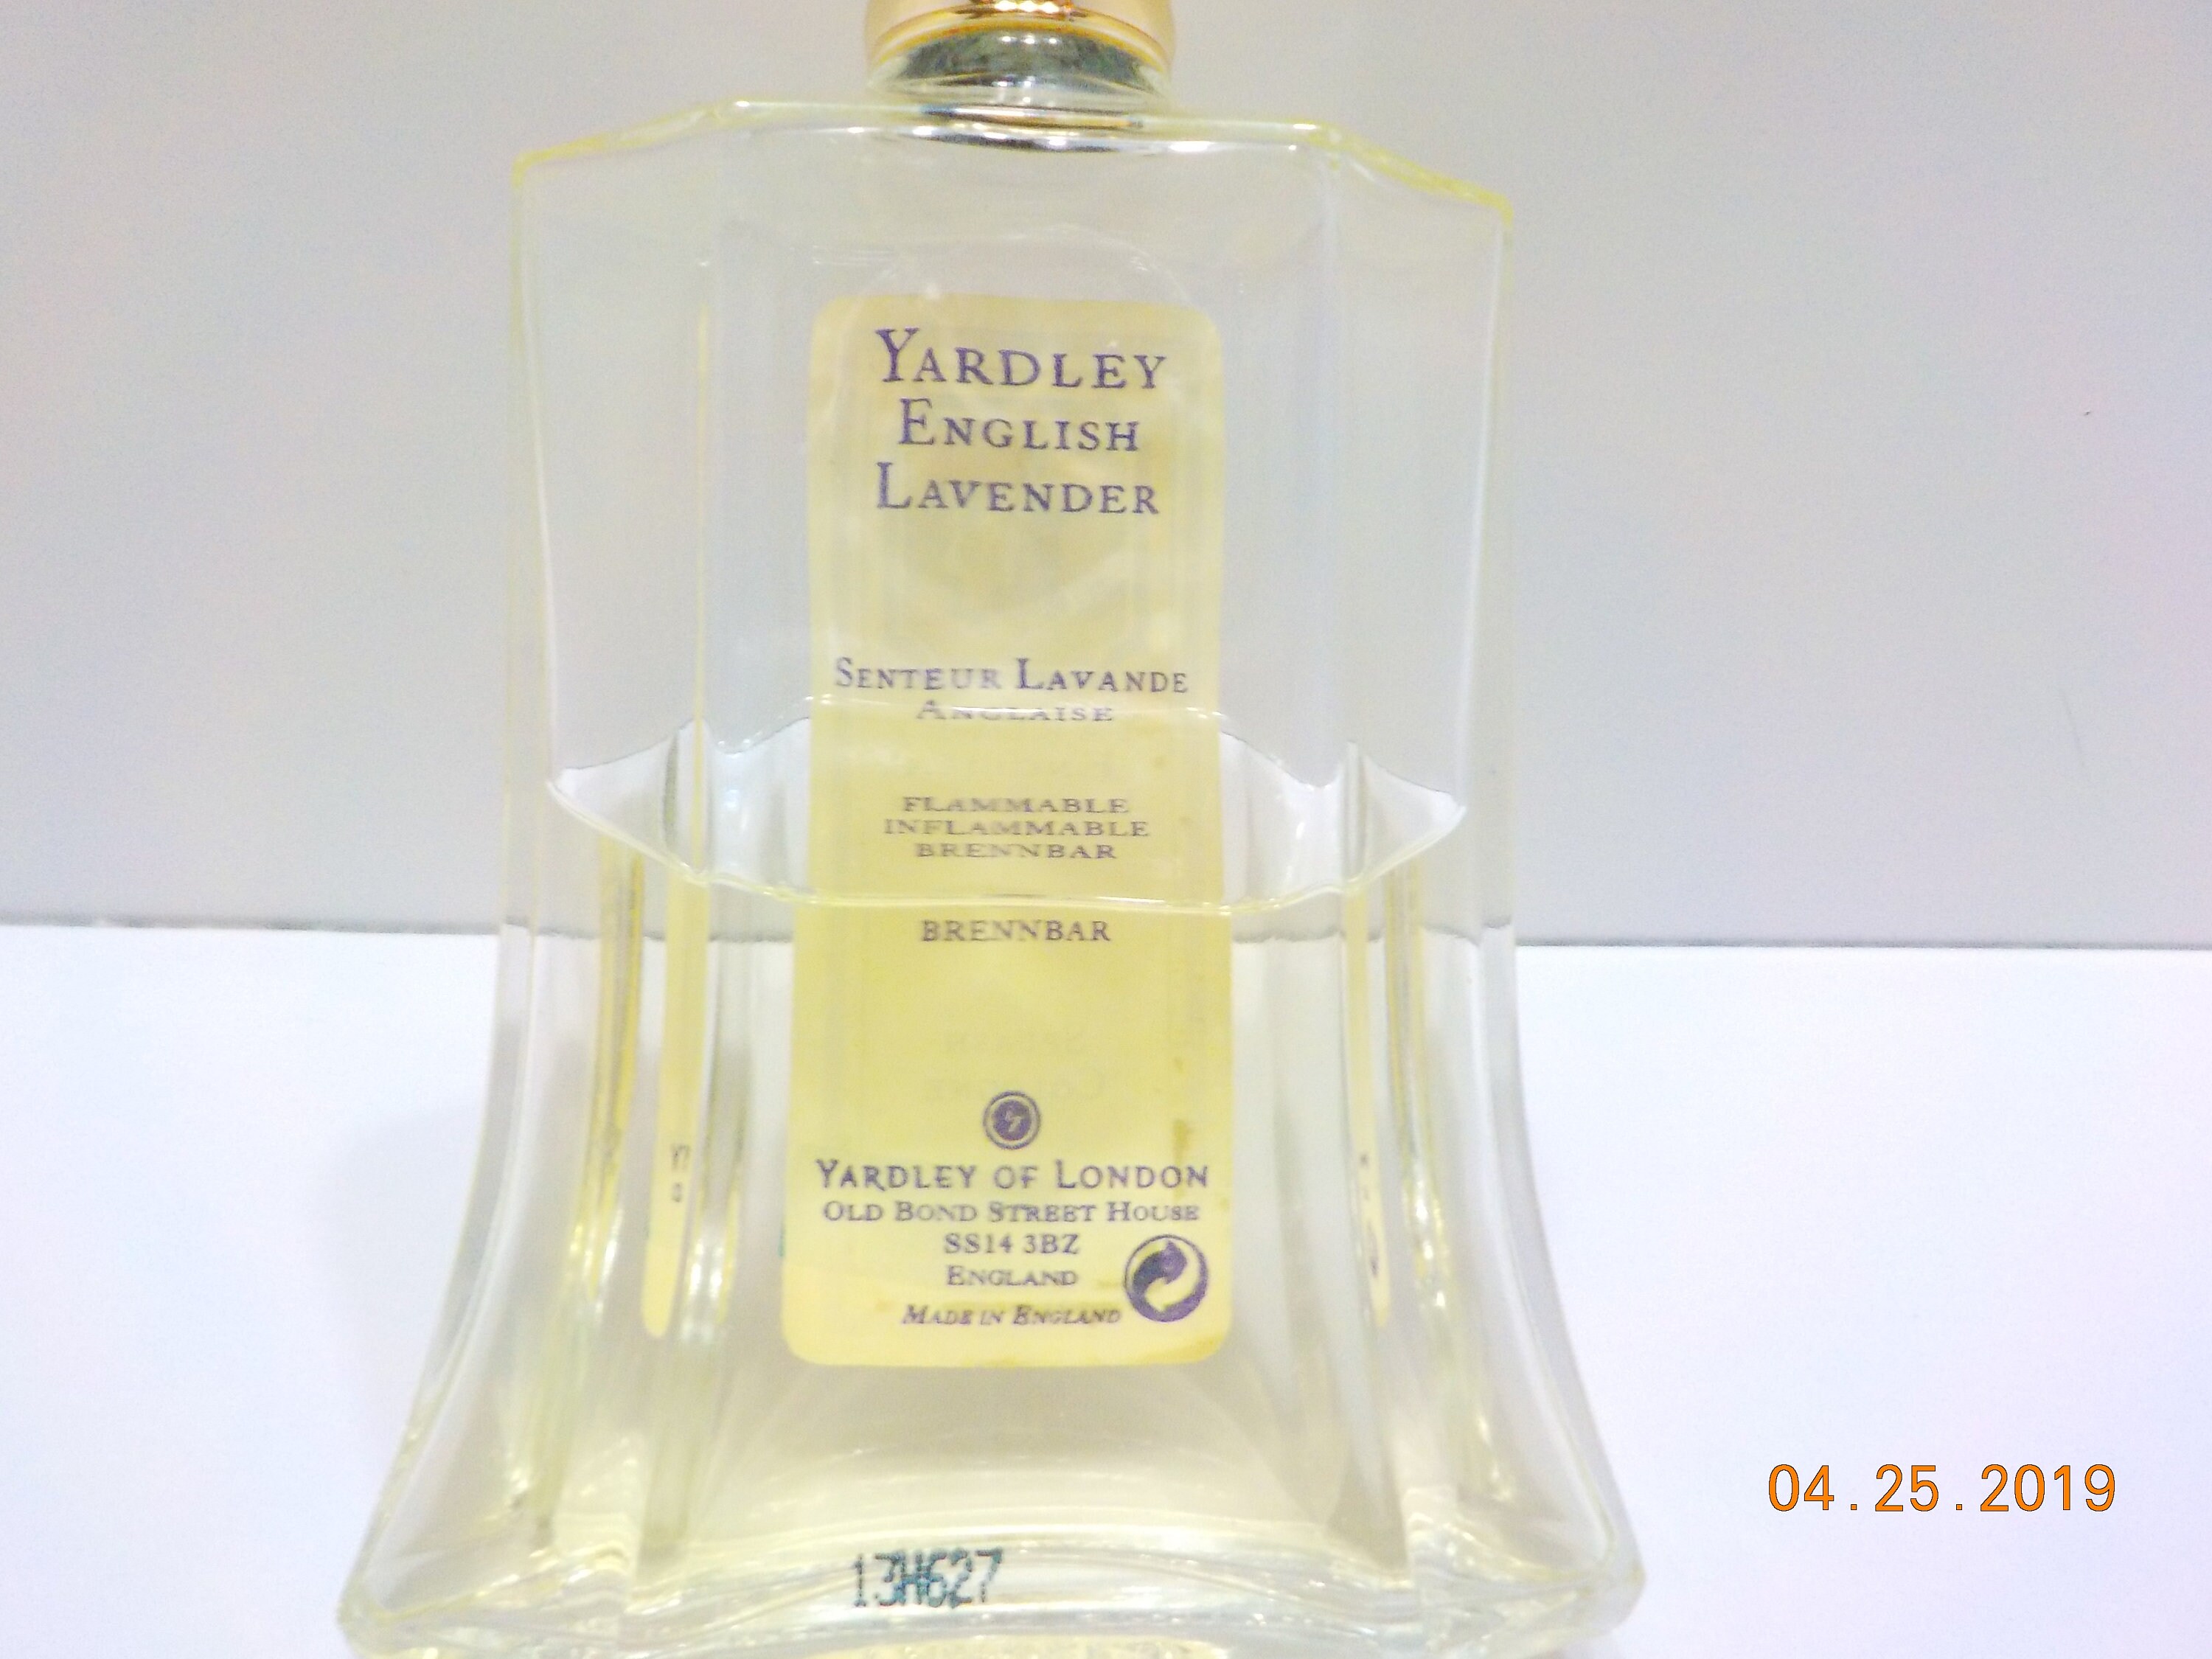 YARDLEY
ENGLISH
LAVENDER
SENTEUR LAVANDE
ANGLAISE
FLAMMABLE
INFLAMMABLE
BRENNBAR
BRENNBAR
YARDLEY OF LONDON
OLD BOND STREET HOUSE
SS14 3BZ
ENGLAND
MADE IN ENGLAND
13H627
04.25.2019